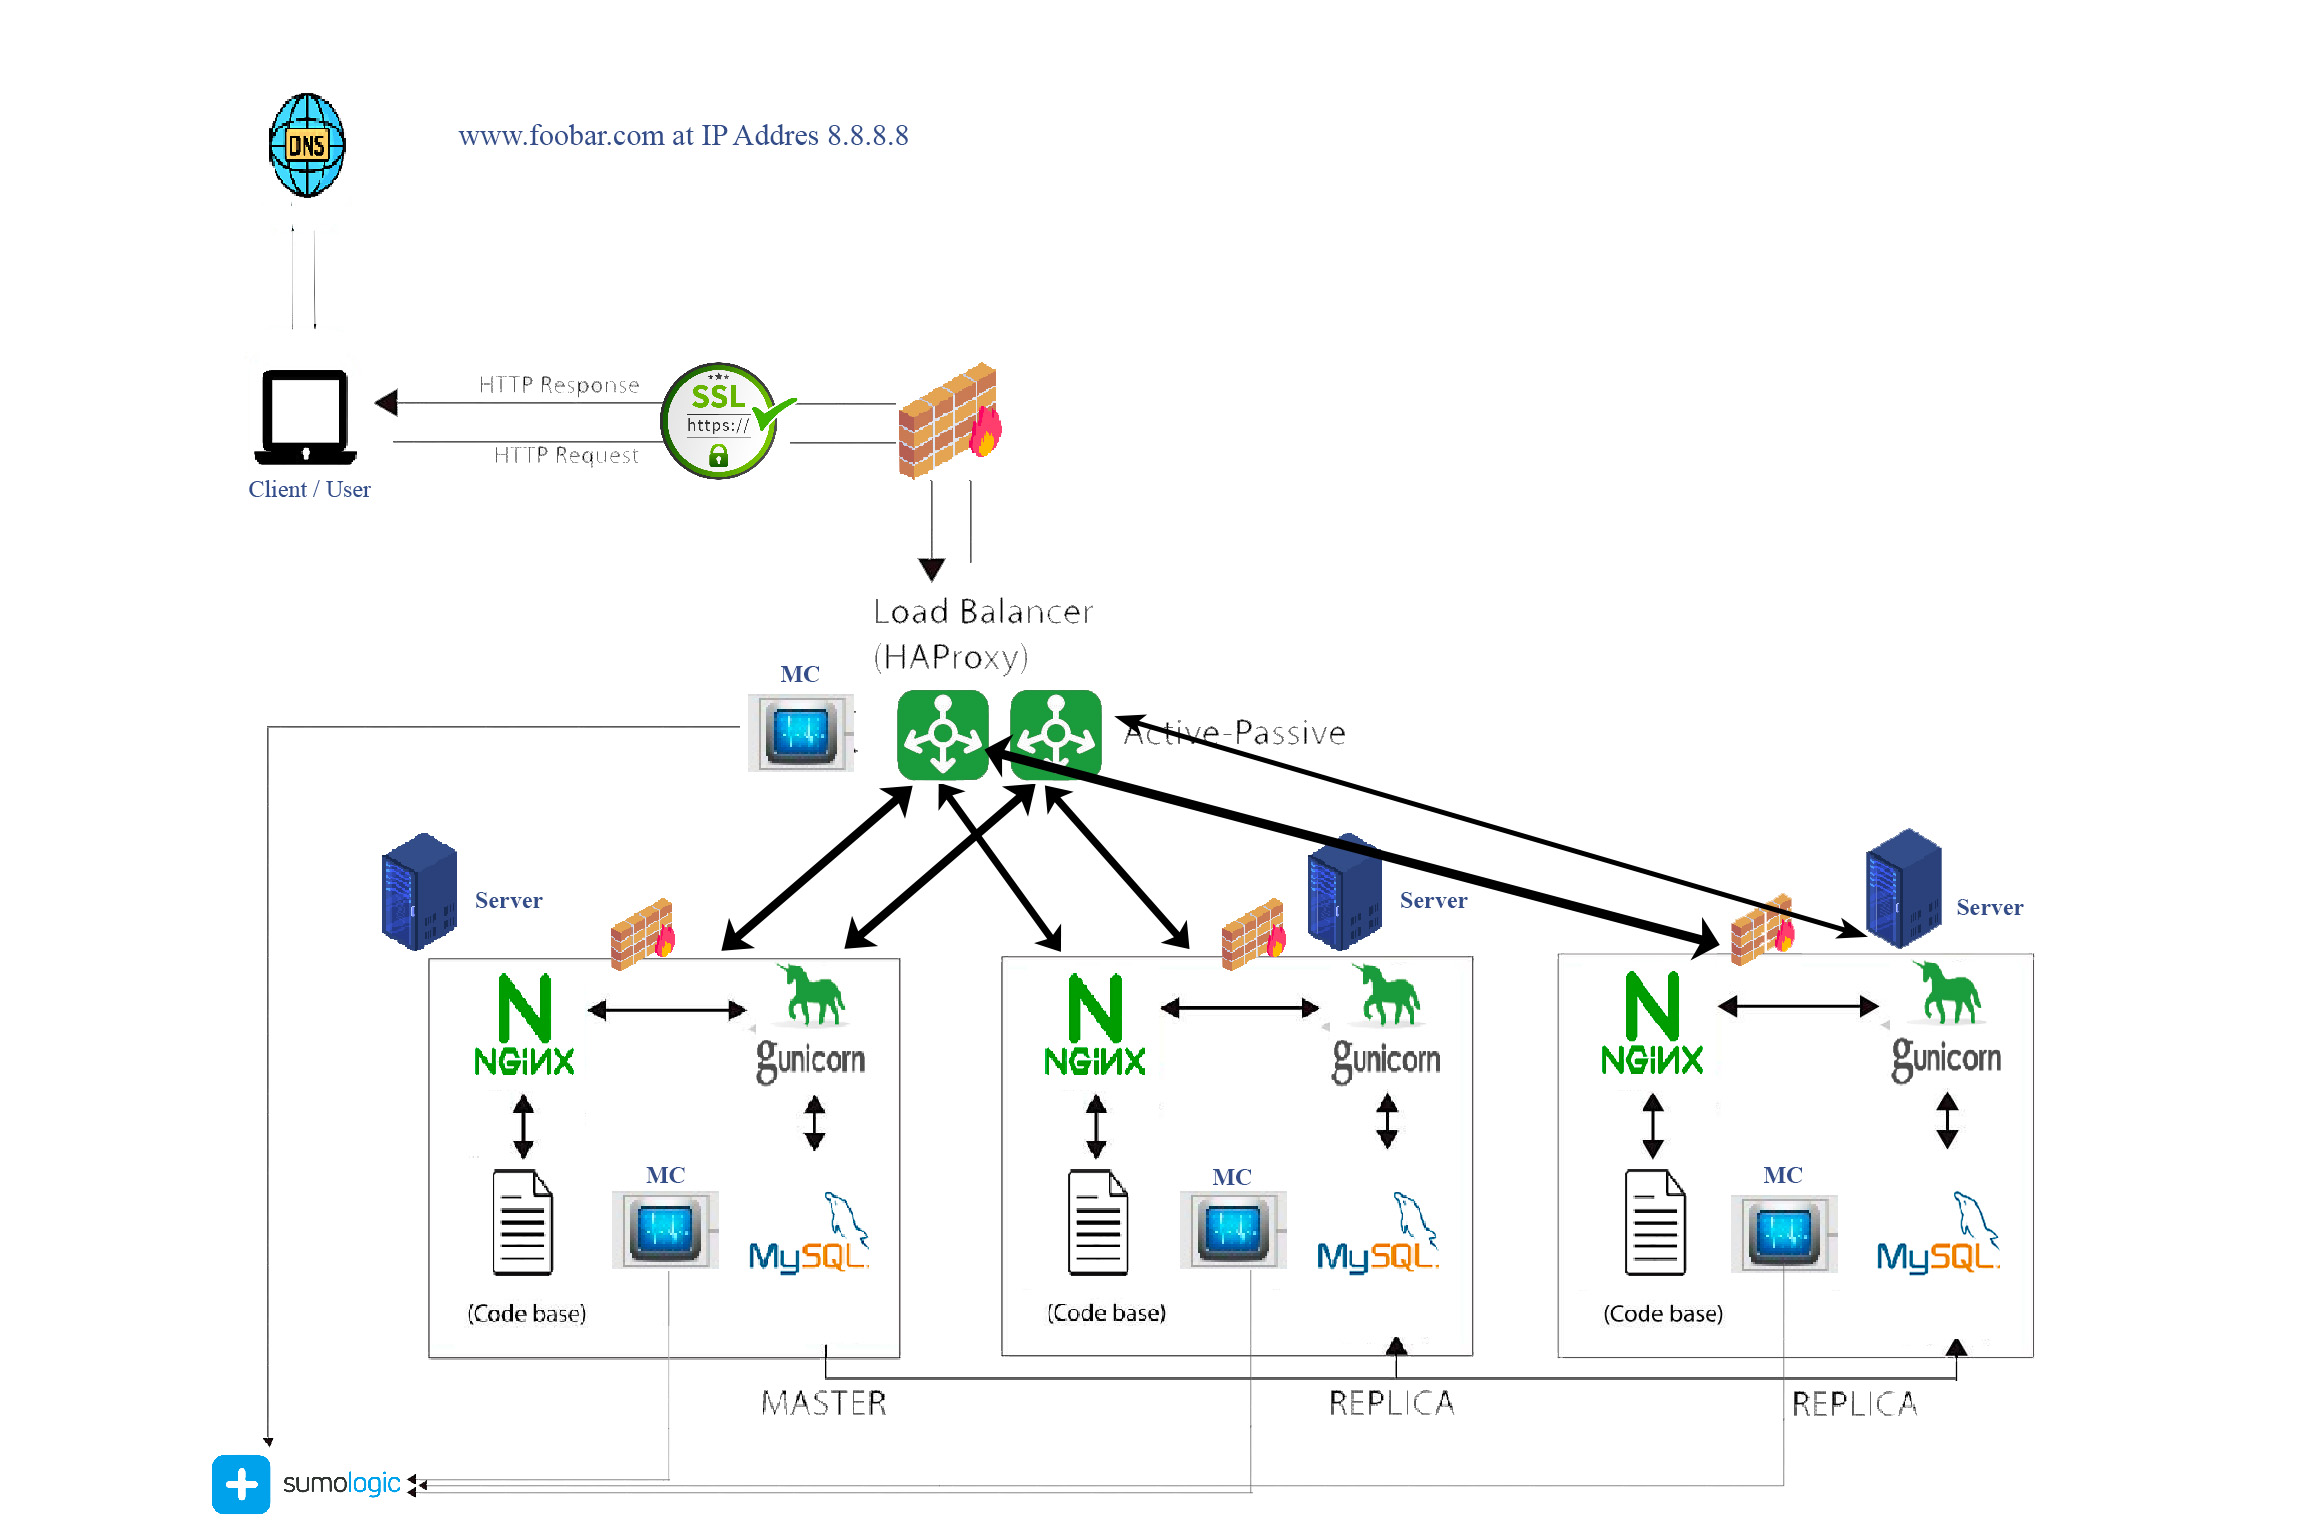 DNS
www.foobar.com at IP Addres 8.8.8.8
HTTP Response
SSL
https://
HTTP Request
Client / User
Load Balancer
(HAProxy)
MC
Active-Passive
Server
Server
Server
NGiNX
gunicorn
NGiNX
gunicorn
NGiNX
gunicorn
MC
MC
MC
MySQL
MySQL
MySQL
(Code base)
(Code base)
(Code base)
MASTER
REPLICA
REPLICA
sumologic